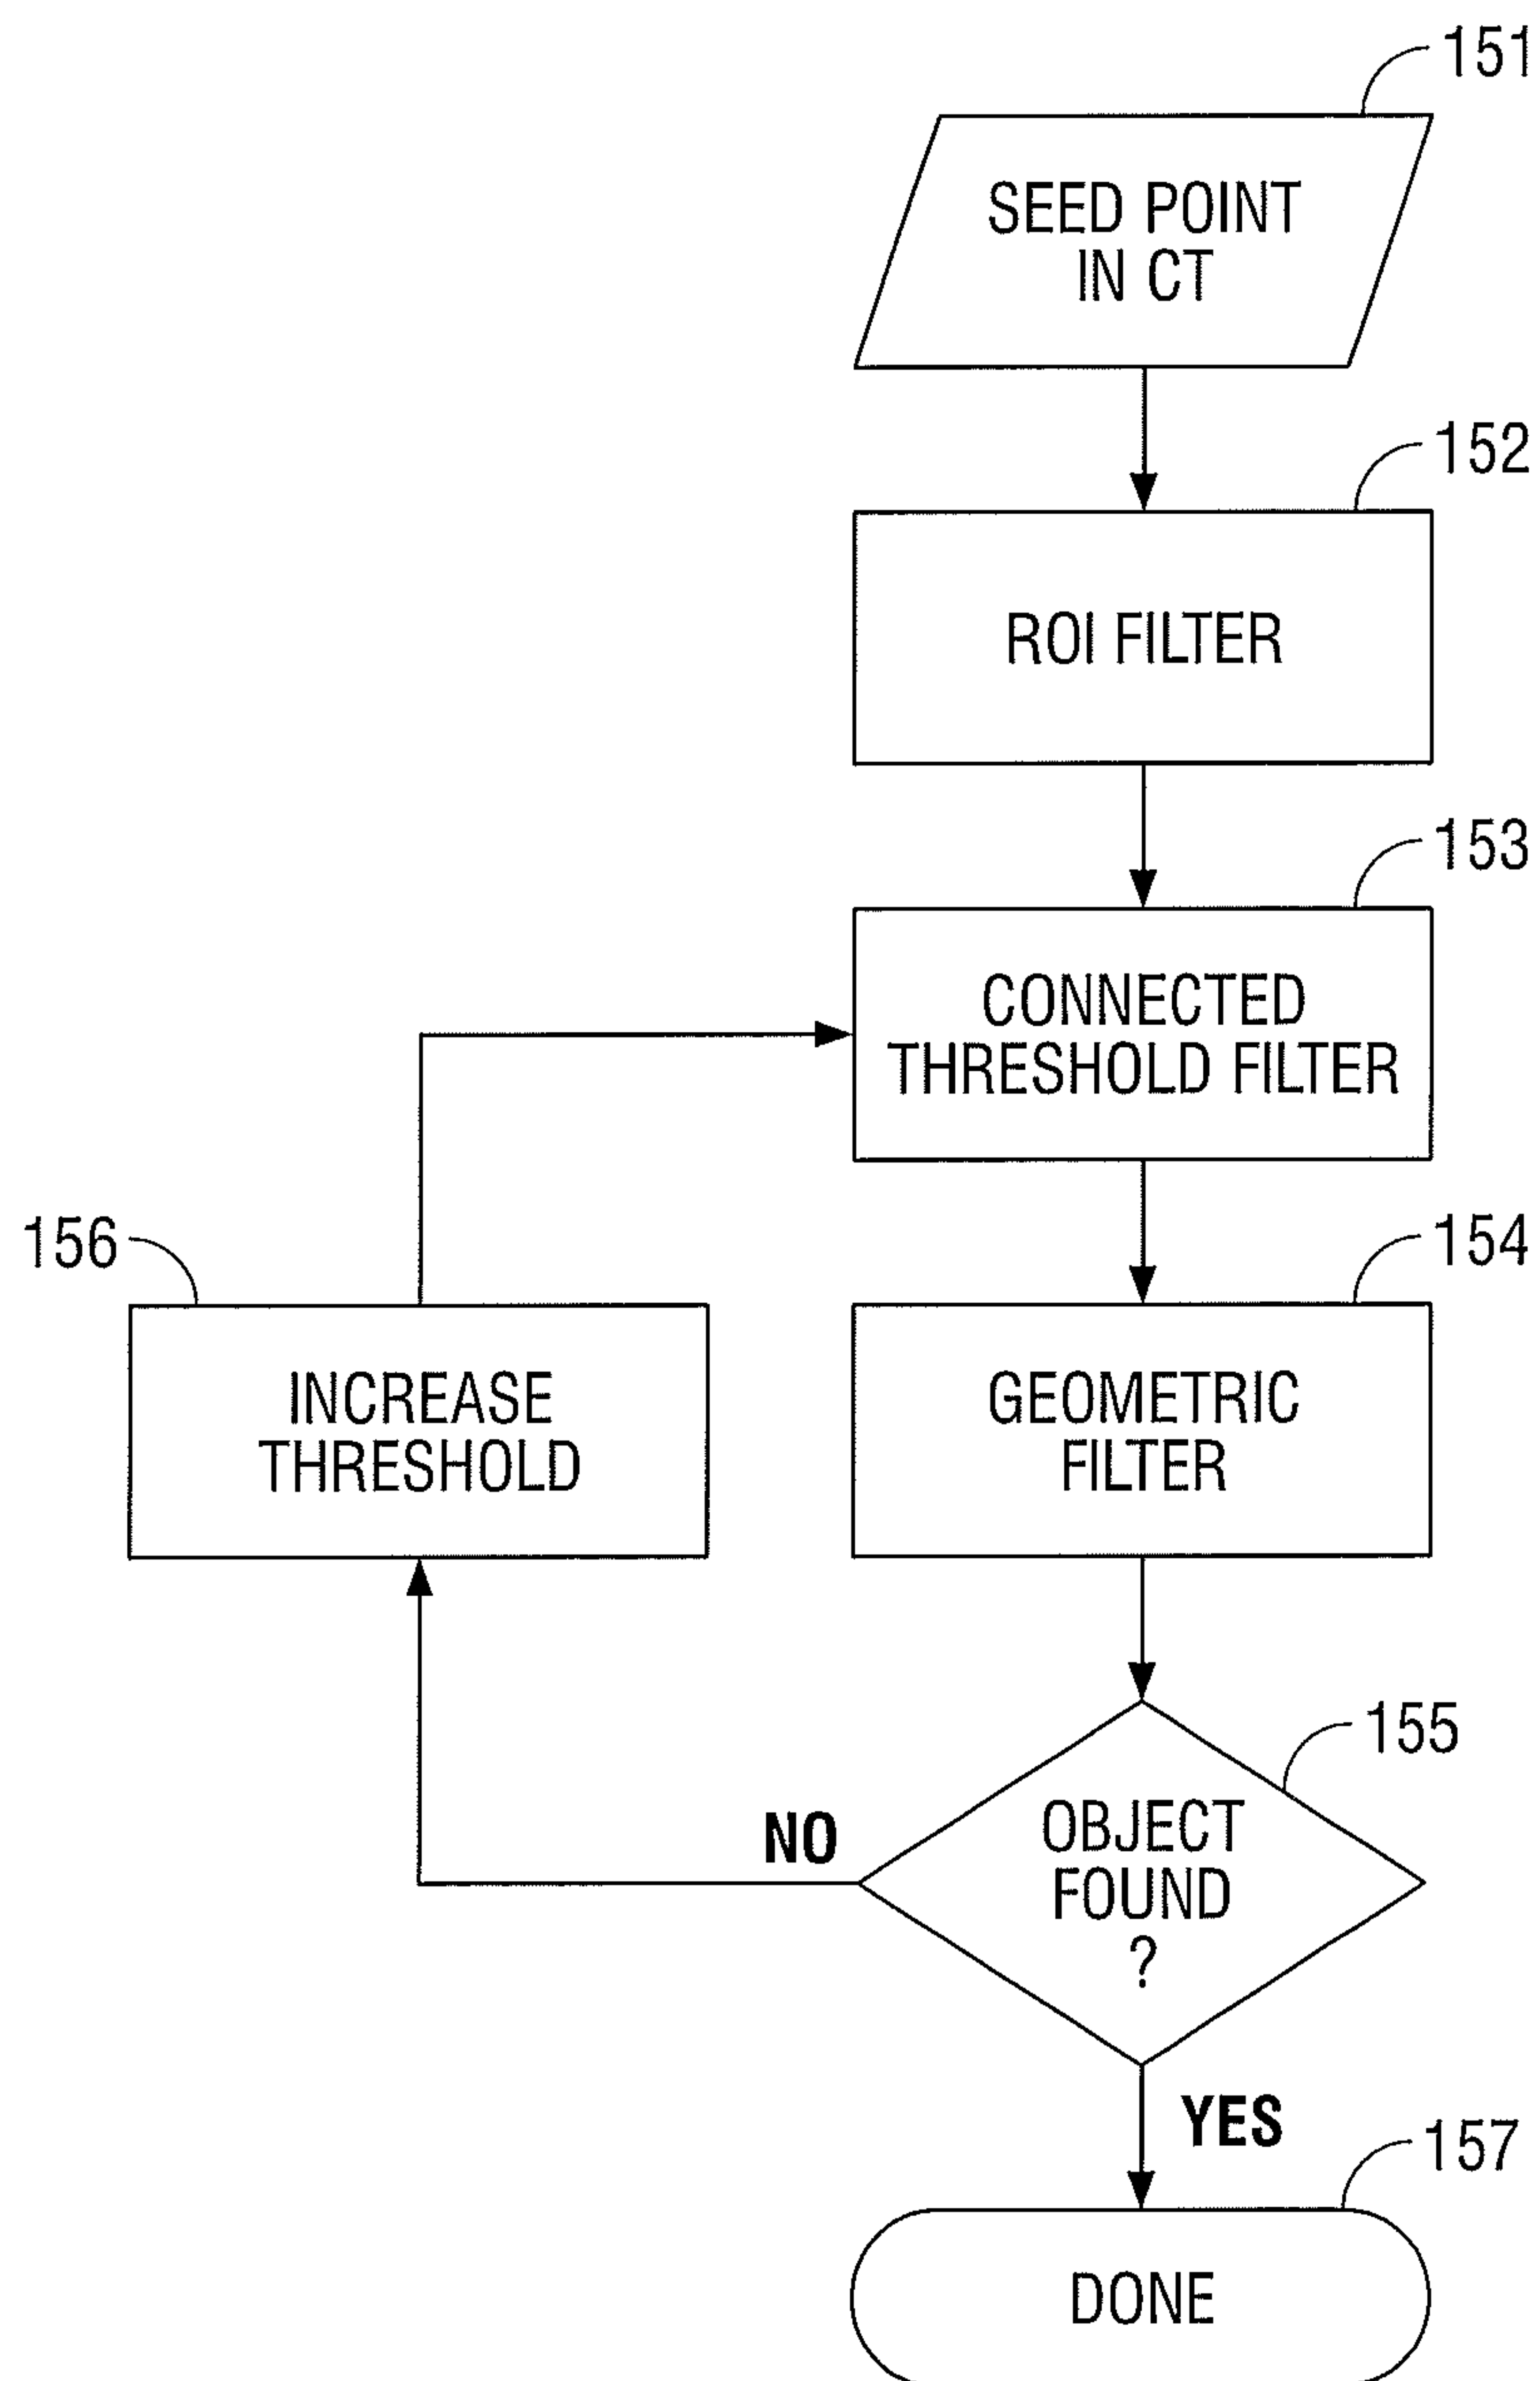 151
SEED POINT
IN CT
152
ROI FILTER
153
CONNECTED
THRESHOLD FILTER
156
154
INCREASE
THRESHOLD
GEOMETRIC
FILTER
155
NO
OBJECT
FOUND
?
YES
157
DONE